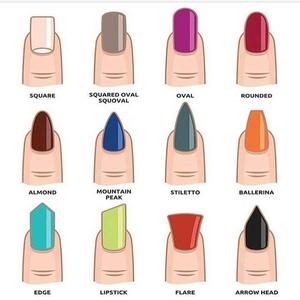 SQUARE
SQUARED OVAL
SQUOVAL
OVAL
ROUNDED
ALMOND
MOUNTAIN
PEAK
STILETTO
BALLERINA
EDGE
LIPSTICK
FLARE
ARROW HEAD